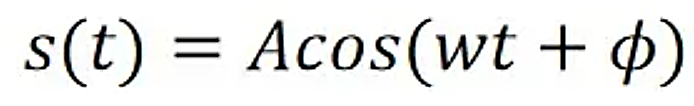 s(t) = Acos(wt + ϕ)